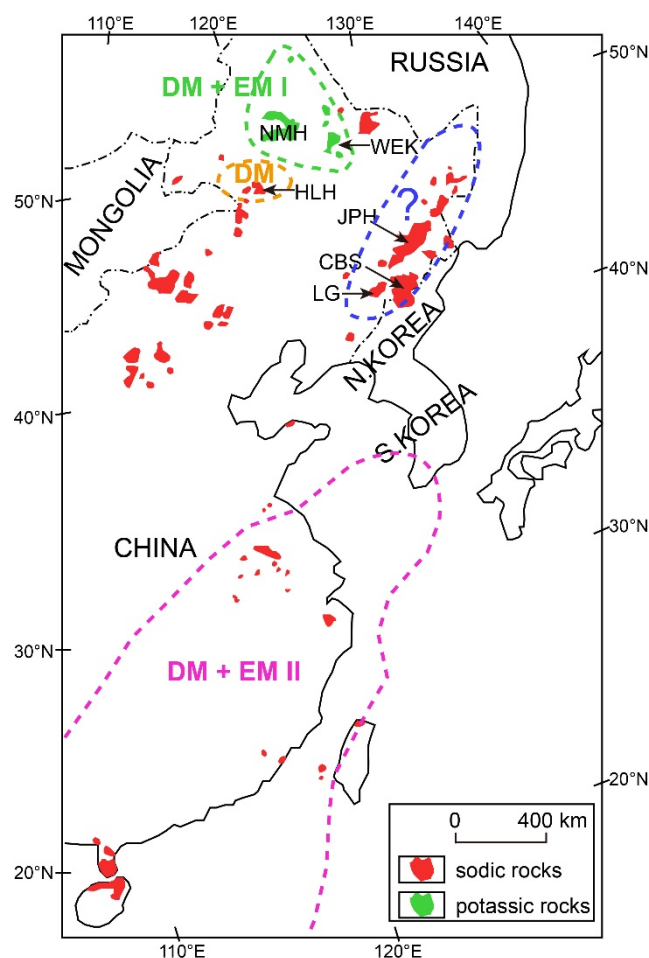 110°E
120°E
130°E
140°E
50°N
RUSSIA
DM + EM I
NMH
WEK
DM
HLH
50°N
MONGOLIA
?
JPH
CBS
LG
40°N
N.KOREA
S.KOREA
40°N
30°N
CHINA
30°N
DM + EM II
20°N
0 400 km
sodic rocks
potassic rocks
20°N
110°E
120°E